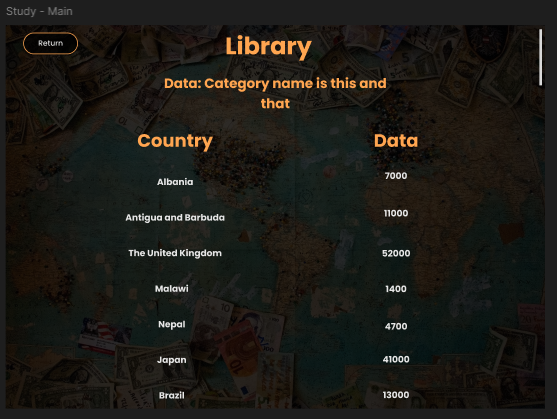 Study - Main
Return
Library
Data: Category name is this and
that
Country Data
Albania 7000
Antigua and Barbuda 11000
The United Kingdom 52000
Malawi 1400
Nepal 4700
Japan 41000
Brazil 13000